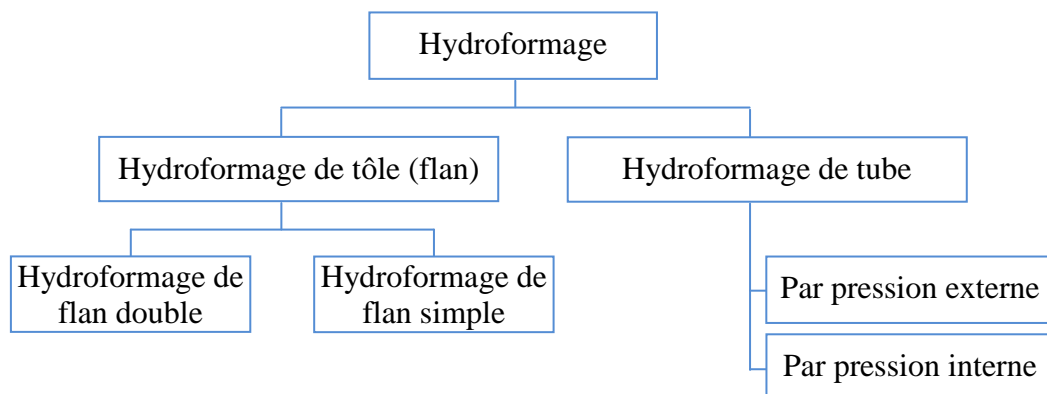 Hydroformage
Hydroformage de tôle (flan)
Hydroformage de tube
Hydroformage de
flan double
Hydroformage de
flan simple
Par pression externe
Par pression interne